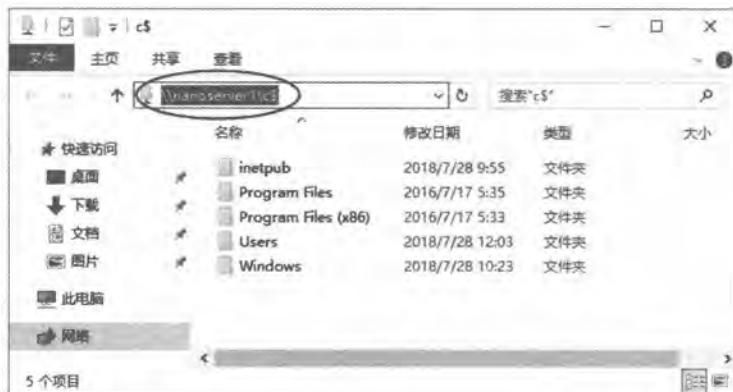 c$
文件 主页 共享 查看
\\nanoserver1\c$ 搜索"c$"
名称 修改日期 类型 大小
快速访问
桌面
下载
文档
图片
此电脑
网络
inetpub 2018/7/28 9:55 文件夹
Program Files 2016/7/17 5:35 文件夹
Program Files (x86) 2016/7/17 5:33 文件夹
Users 2018/7/28 12:03 文件夹
Windows 2018/7/28 10:23 文件夹
5 个项目